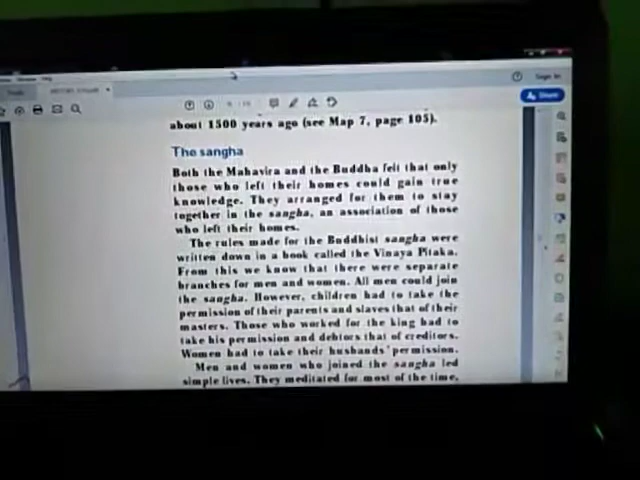 Sign In
Share
about 1500 years ago (see Map 7, page 105).
The sangha
Both the Mahavira and the Buddha felt that only
those who left their homes could gain true
knowledge. They arranged for them to stay
together in the sangha, an association of those
who left their homes.
The rules made for the Buddhist sangha were
written down in a book called the Vinaya Pitaka.
From this we know that there were separate
branches for men and women. All men could join
the sangha. However, children had to take the
permission of their parents and slaves that of their
masters. Those who worked for the king had to
take his permission and debtors that of creditors.
Women had to take their husbands' permission.
Men and women who joined the sangha led
simple lives. They meditated for most of the time,